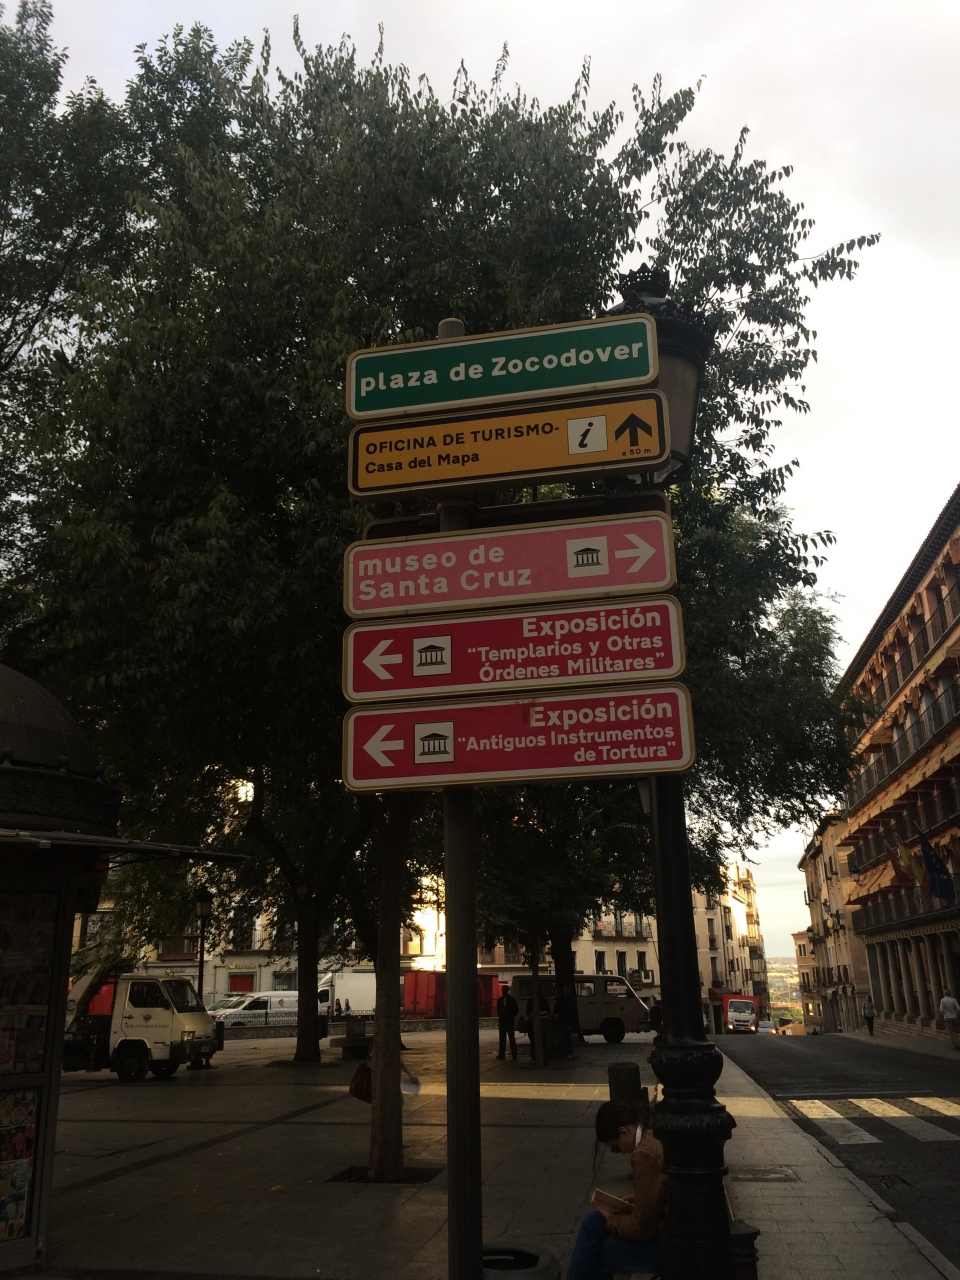 plaza de Zocodover
OFICINA DE TURISMO-
Casa del Mapa
i
a 50 m
museo de
Santa Cruz
Exposición
"Templarios y Otras
Órdenes Militares"
Exposición
"Antiguos Instrumentos
de Tortura"